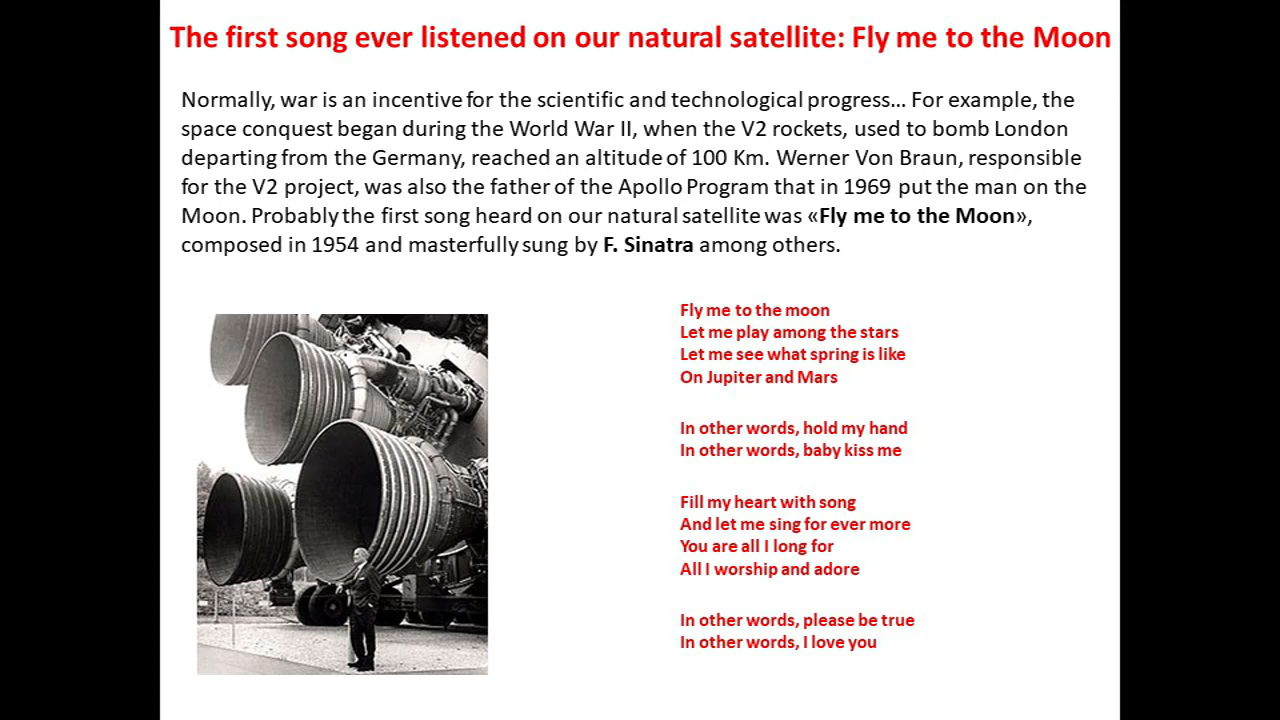 The first song ever listened on our natural satellite: Fly me to the Moon
Normally, war is an incentive for the scientific and technological progress... For example, the
space conquest began during the World War II, when the V2 rockets, used to bomb London
departing from the Germany, reached an altitude of 100 Km. Werner Von Braun, responsible
for the V2 project, was also the father of the Apollo Program that in 1969 put the man on the
Moon. Probably the first song heard on our natural satellite was «Fly me to the Moon»,
composed in 1954 and masterfully sung by F. Sinatra among others.
Fly me to the moon
Let me play among the stars
Let me see what spring is like
On Jupiter and Mars
In other words, hold my hand
In other words, baby kiss me
Fill my heart with song
And let me sing for ever more
You are all I long for
All I worship and adore
In other words, please be true
In other words, I love you